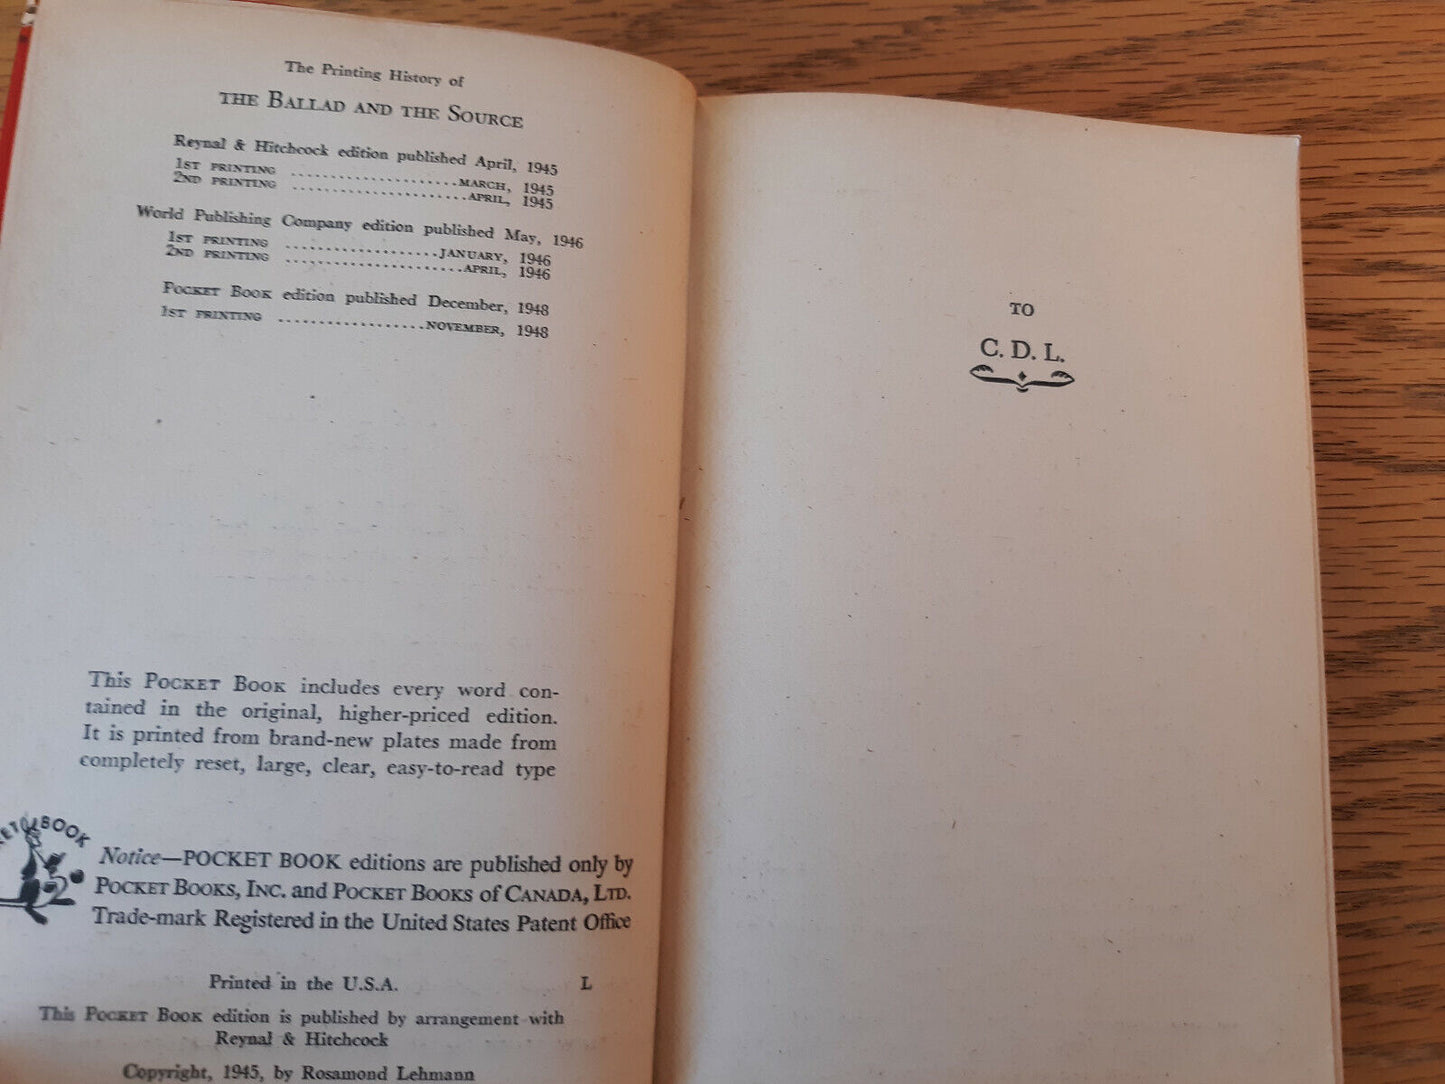 The Printing History of
THE BALLAD AND THE SOURCE
Reynal & Hitchcock edition published April, 1945
1ST PRINTING .....................MARCH, 1945
2ND PRINTING ......................APRIL, 1945
World Publishing Company edition published May, 1946
1ST PRINTING ...................JANUARY, 1946
2ND PRINTING ......................APRIL, 1946
POCKET BOOK edition published December, 1948
1ST PRINTING ..................NOVEMBER, 1948
This POCKET BOOK includes every word con-
tained in the original, higher-priced edition.
It is printed from brand-new plates made from
completely reset, large, clear, easy-to-read type
BOOK
Notice—POCKET BOOK editions are published only by
POCKET BOOKS, INC. and POCKET BOOKS of CANADA, LTD.
Trade-mark Registered in the United States Patent Office
Printed in the U.S.A. L
This POCKET BOOK edition is published by arrangement with
Reynal & Hitchcock
Copyright, 1945, by Rosamond Lehmann
TO
C. D. L.